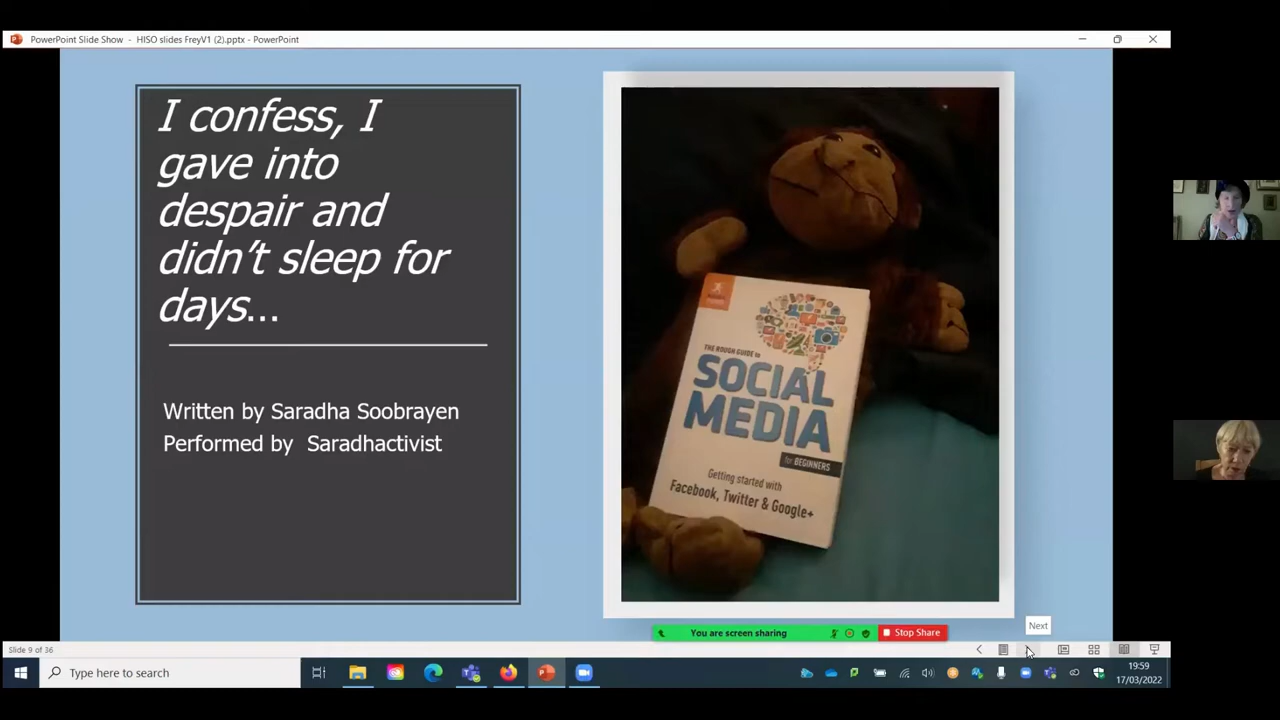 PowerPoint Slide Show - HISO slides FreyV1 (2).pptx - PowerPoint
I confess, I
gave into
despair and
didn't sleep for
days...
Written by Saradha Soobrayen
Performed by Saradhactivist
THE ROUGH GUIDE to
SOCIAL
MEDIA
for BEGINNERS
Getting started with
Facebook, Twitter & Google+
You are screen sharing
Stop Share
Next
Slide 9 of 36
Type here to search
19:59
17/03/2022